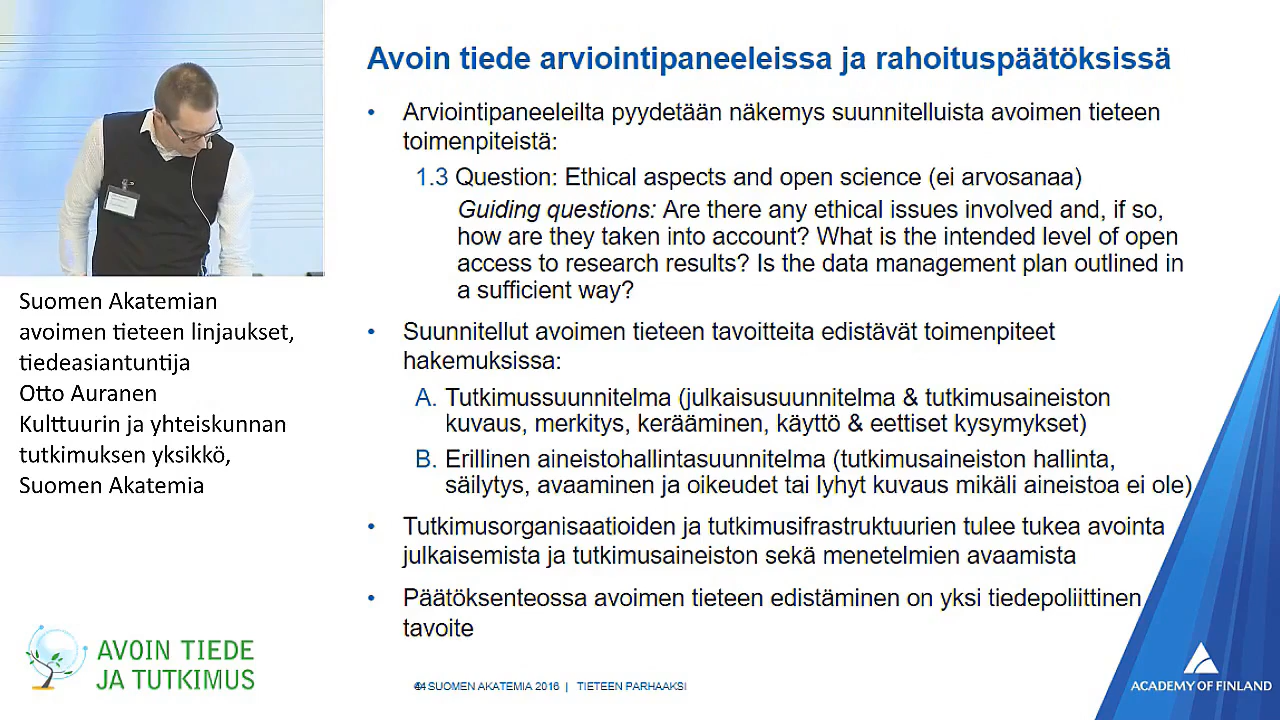 Avoin tiede arviointipaneeleissa ja rahoituspäätöksissä
• Arviointipaneeleilta pyydetään näkemys suunnitelluista avoimen tieteen
toimenpiteistä:
1.3 Question: Ethical aspects and open science (ei arvosanaa)
Guiding questions: Are there any ethical issues involved and, if so,
how are they taken into account? What is the intended level of open
access to research results? Is the data management plan outlined in
a sufficient way?
• Suunnitellut avoimen tieteen tavoitteita edistävät toimenpiteet
hakemuksissa:
A. Tutkimussuunnitelma (julkaisusuunnitelma & tutkimusaineiston
kuvaus, merkitys, kerääminen, käyttö & eettiset kysymykset)
B. Erillinen aineistohallintasuunnitelma (tutkimusaineiston hallinta,
säilytys, avaaminen ja oikeudet tai lyhyt kuvaus mikäli aineistoa ei ole)
• Tutkimusorganisaatioiden ja tutkimusifrastruktuurien tulee tukea avointa
julkaisemista ja tutkimusaineiston sekä menetelmien avaamista
• Päätöksenteossa avoimen tieteen edistäminen on yksi tiedepoliittinen
tavoite
Suomen Akatemian
avoimen tieteen linjaukset,
tiedeasiantuntija
Otto Auranen
Kulttuurin ja yhteiskunnan
tutkimuksen yksikkö,
Suomen Akatemia
AVOIN TIEDE
JA TUTKIMUS
SUOMEN AKATEMIA 2016 | TIETEEN PARHAAKSI
ACADEMY OF FINLAND